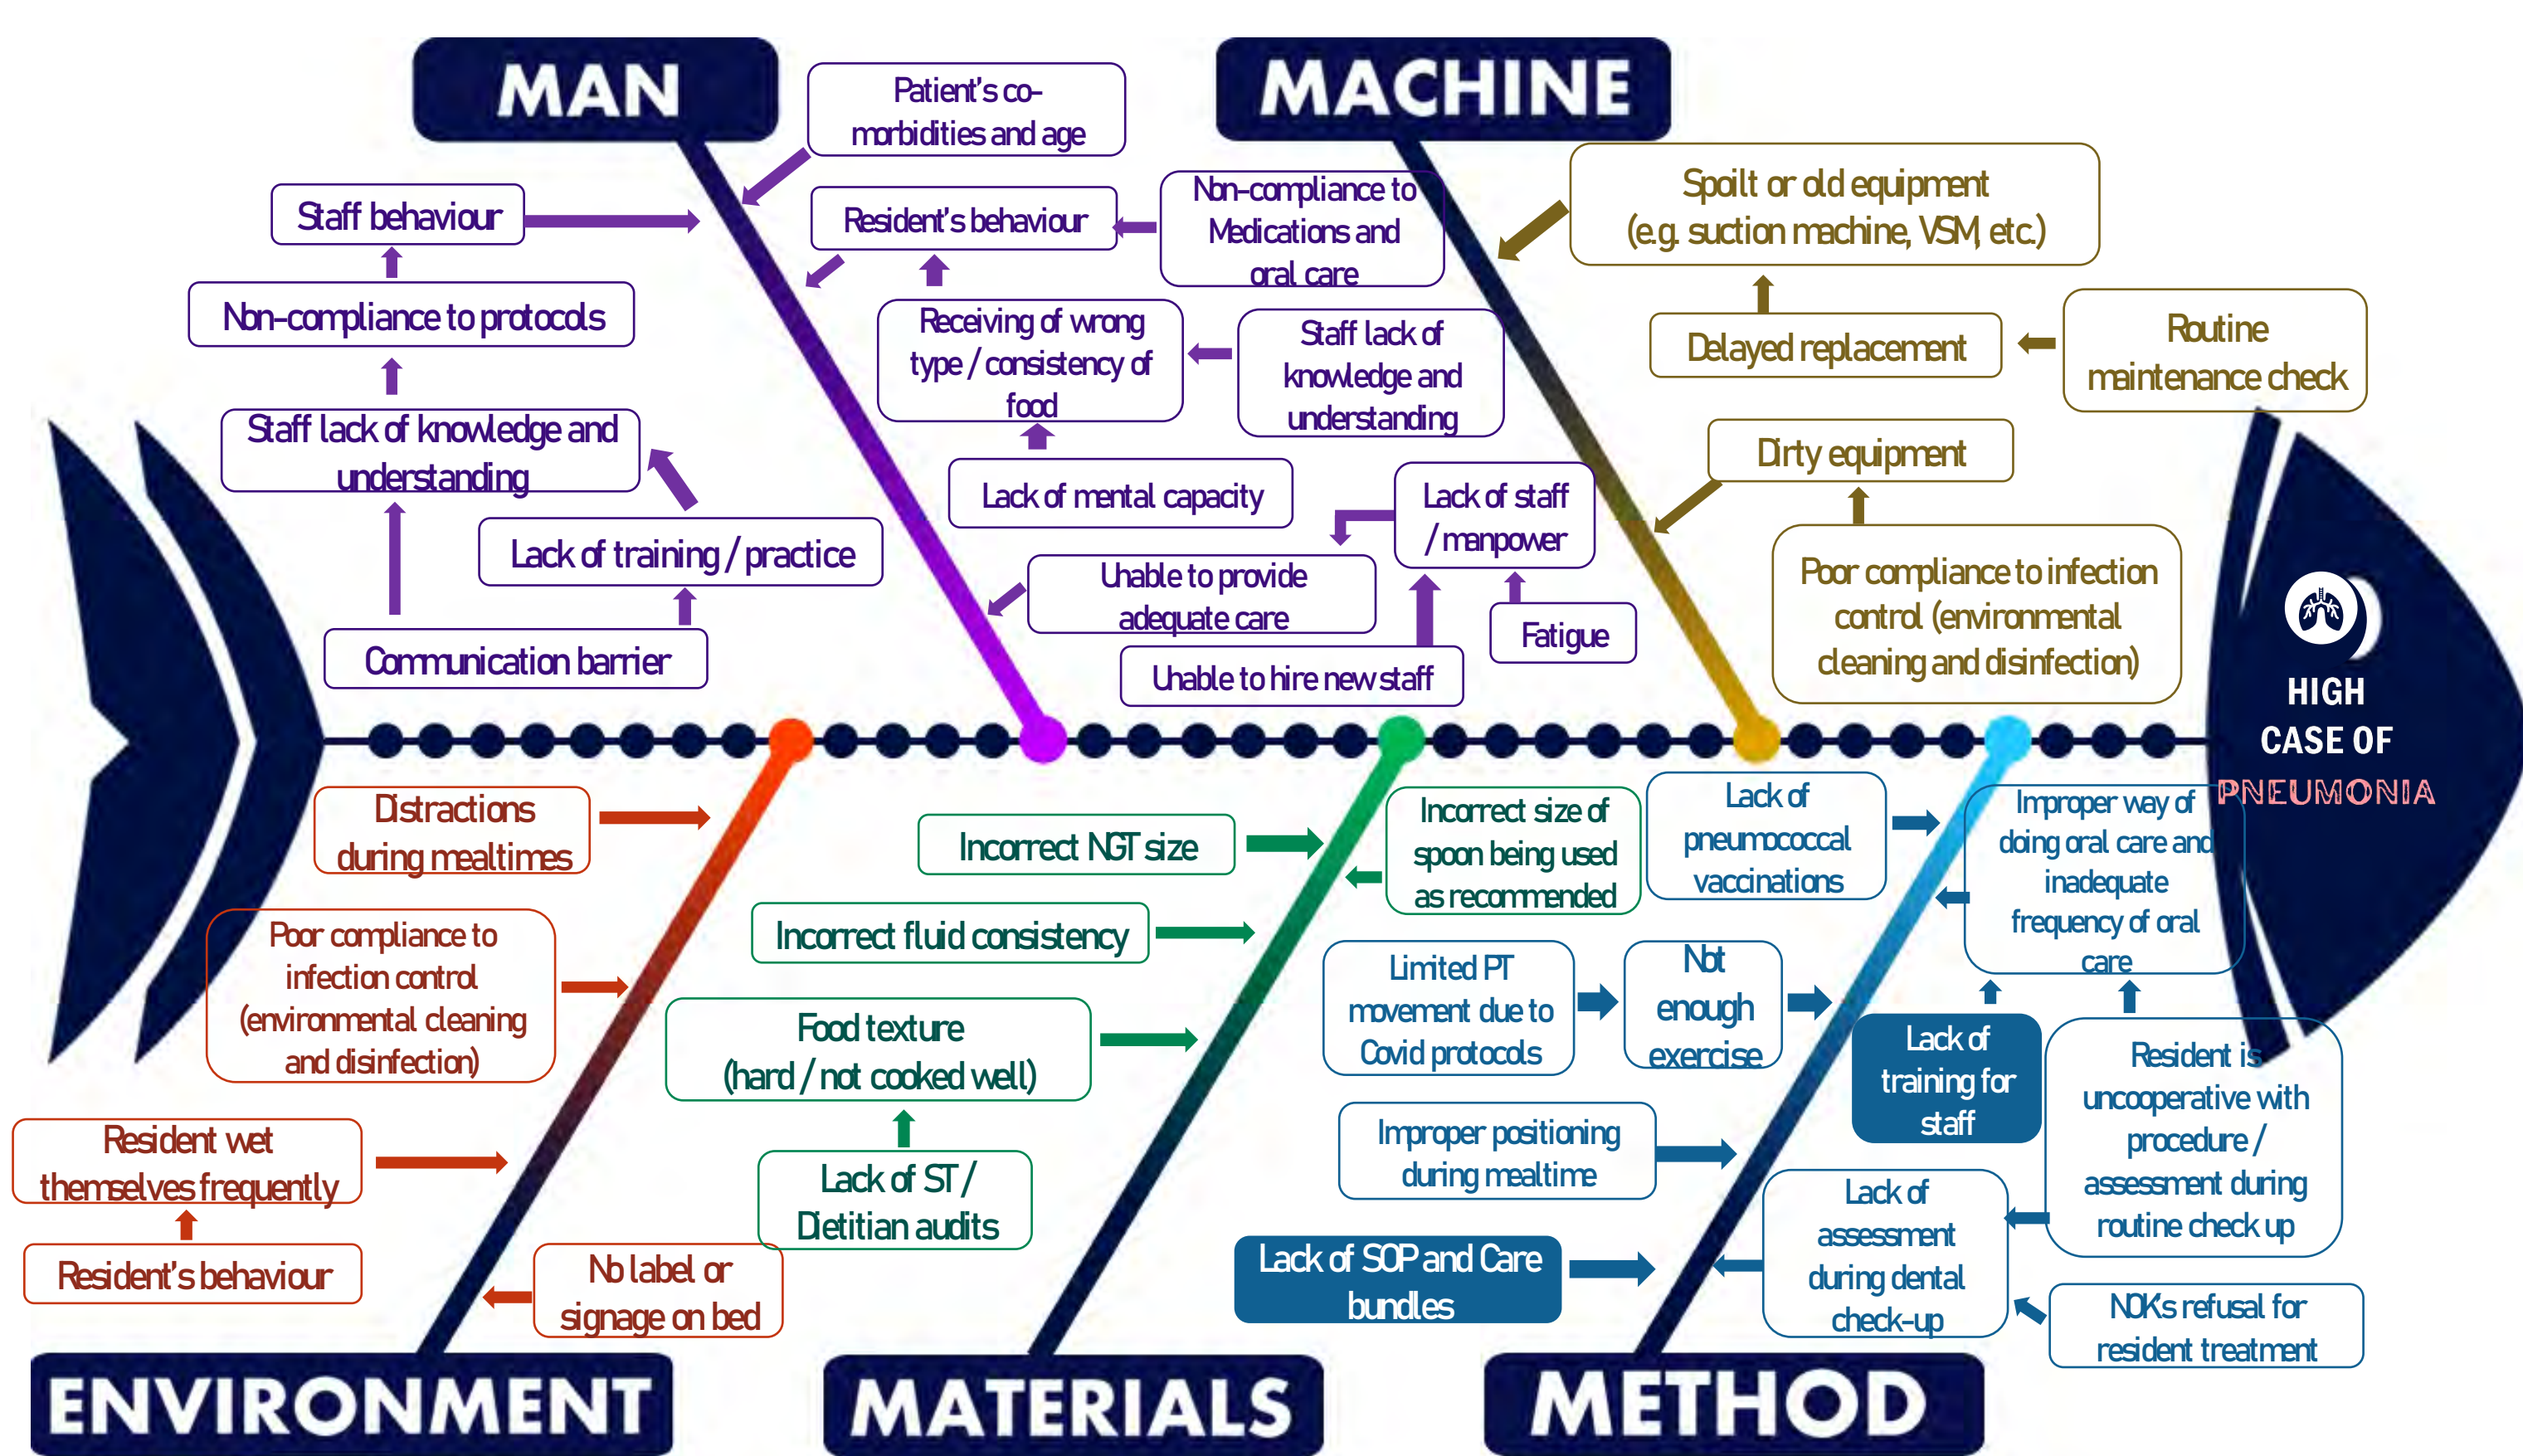 MAN
MACHINE
Patient's co-
morbidities and age
Staff behaviour
Resident's behaviour
Non-compliance to
Medications and
oral care
Non-compliance to protocols
Receiving of wrong
type / consistency of
food
Staff lack of
knowledge and
understanding
Staff lack of knowledge and
understanding
Lack of mental capacity
Lack of staff
/ manpower
Lack of training / practice
Unable to provide
adequate care
Fatigue
Communication barrier
Unable to hire new staff
Spoilt or old equipment
(e.g. suction machine, VSM, etc.)
Delayed replacement
Routine
maintenance check
Dirty equipment
Poor compliance to infection
control (environmental
cleaning and disinfection)
HIGH
CASE OF
PNEUMONIA
Distractions
during mealtimes
Poor compliance to
infection control
(environmental cleaning
and disinfection)
Resident wet
themselves frequently
Resident's behaviour
No label or
signage on bed
Incorrect NGT size
Incorrect size of
spoon being used
as recommended
Incorrect fluid consistency
Food texture
(hard / not cooked well)
Lack of ST /
Dietitian audits
Lack of
pneumococcal
vaccinations
Improper way of
doing oral care and
inadequate
frequency of oral
care
Limited PT
movement due to
Covid protocols
Not
enough
exercise
Lack of
training for
staff
Resident is
uncooperative with
procedure /
assessment during
routine check up
Improper positioning
during mealtime
Lack of
assessment
during dental
check-up
Lack of SOP and Care
bundles
NOK's refusal for
resident treatment
ENVIRONMENT
MATERIALS
METHOD